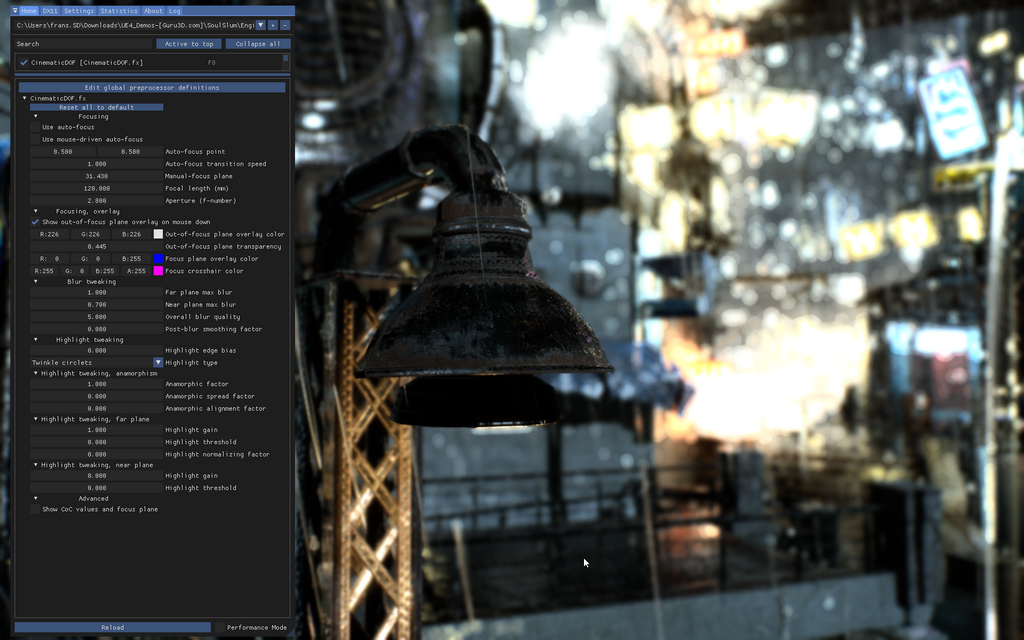 Home DX11 Settings Statistics About Log
C:\Users\frans.SD\Downloads\UE4_Demos-[Guru3D.com]\SoulSlum\Engi + -
Search Active to top Collapse all
CinematicDOF [CinematicDOF.fx] F8
Edit global preprocessor definitions
CinematicDOF.fx
Reset all to default
Focusing
Use auto-focus
Use mouse-driven auto-focus
0.500 0.500 Auto-focus point
1.000 Auto-focus transition speed
31.430 Manual-focus plane
120.000 Focal length (mm)
2.800 Aperture (f-number)
Focusing, overlay
Show out-of-focus plane overlay on mouse down
R:226 G:226 B:226 Out-of-focus plane overlay color
0.445 Out-of-focus plane transparency
R: 0 G: 0 B:255 Focus plane overlay color
R:255 G: 0 B:255 A:255 Focus crosshair color
Blur tweaking
1.000 Far plane max blur
0.700 Near plane max blur
5.000 Overall blur quality
0.000 Post-blur smoothing factor
Highlight tweaking
0.000 Highlight edge bias
Twinkle circlets Highlight type
Highlight tweaking, anamorphism
1.000 Anamorphic factor
0.000 Anamorphic spread factor
0.000 Anamorphic alignment factor
Highlight tweaking, far plane
1.000 Highlight gain
0.000 Highlight threshold
0.000 Highlight normalizing factor
Highlight tweaking, near plane
0.000 Highlight gain
0.000 Highlight threshold
Advanced
Show CoC values and focus plane
Reload Performance Mode